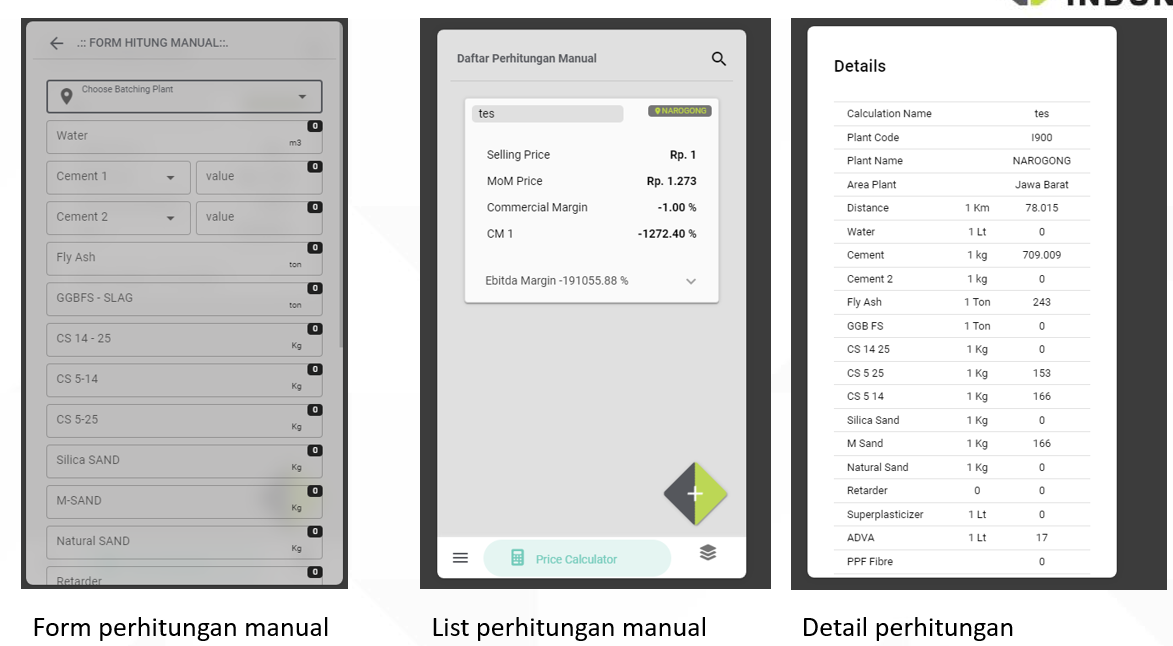 .:: FORM HITUNG MANUAL::.
Choose Batching Plant
Water
0
m3
Cement 1
value
0
Cement 2
value
0
Fly Ash
0
ton
GGBFS - SLAG
0
ton
CS 14 - 25
0
Kg
CS 5-14
0
Kg
CS 5-25
0
Kg
Silica SAND
0
Kg
M-SAND
0
Kg
Natural SAND
0
Kg
Retarder
0
Form perhitungan manual
Daftar Perhitungan Manual
tes
NAROGONG
Selling Price Rp. 1
MoM Price Rp. 1.273
Commercial Margin -1.00 %
CM 1 -1272.40 %
Ebitda Margin -191055.88 %
+
Price Calculator
List perhitungan manual
Details
Calculation Name tes
Plant Code I900
Plant Name NAROGONG
Area Plant Jawa Barat
Distance 1 Km 78.015
Water 1 Lt 0
Cement 1 kg 709.009
Cement 2 1 kg 0
Fly Ash 1 Ton 243
GGB FS 1 Ton 0
CS 14 25 1 Kg 0
CS 5 25 1 Kg 153
CS 5 14 1 Kg 166
Silica Sand 1 Kg 0
M Sand 1 Kg 166
Natural Sand 1 Kg 0
Retarder 0 0
Superplasticizer 1 Lt 0
ADVA 1 Lt 17
PPF Fibre 0
Detail perhitungan